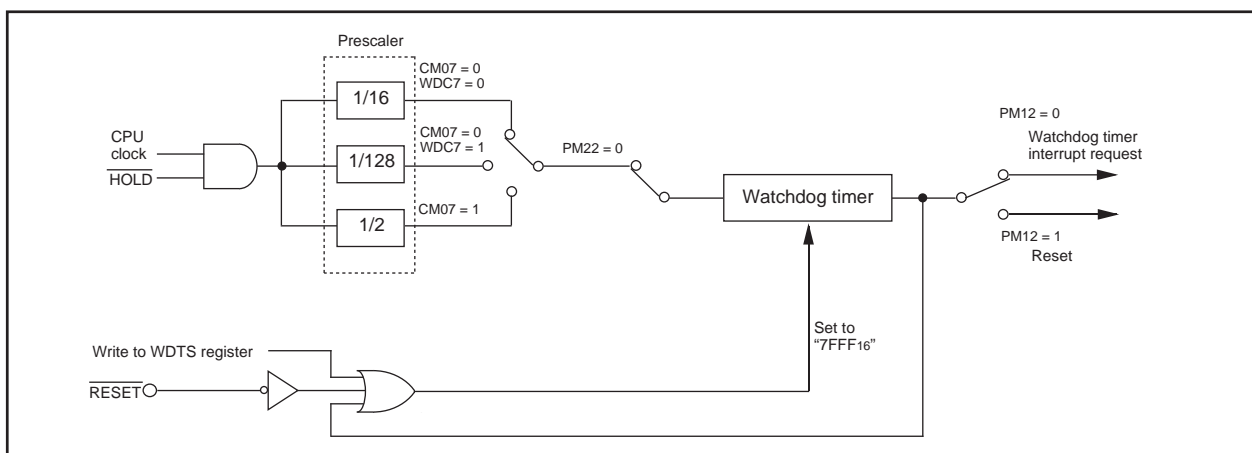 Prescaler
CM07 = 0
WDC7 = 0
1/16
CPU
clock
HOLD
CM07 = 0
WDC7 = 1
1/128
PM22 = 0
CM07 = 1
1/2
Watchdog timer
PM12 = 0
Watchdog timer
interrupt request
PM12 = 1
Reset
Set to
“7FFF16”
Write to WDTS register
RESET